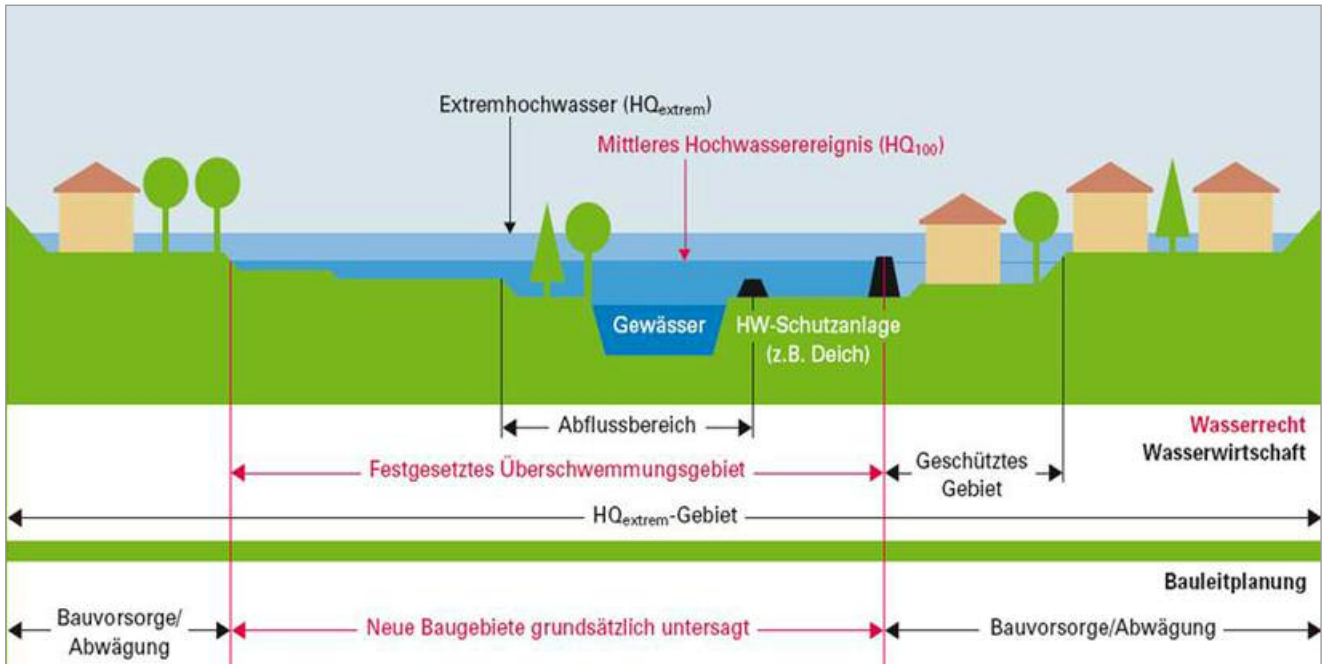 Extremhochwasser (HQextrem)
Mittleres Hochwasserereignis (HQ100)
Gewässer
HW-Schutzanlage
(z.B. Deich)
Abflussbereich
Wasserrecht
Wasserwirtschaft
Festgesetztes Überschwemmungsgebiet
Geschütztes
Gebiet
HQextrem-Gebiet
Bauleitplanung
Bauvorsorge/
Abwägung
Neue Baugebiete grundsätzlich untersagt
Bauvorsorge/Abwägung